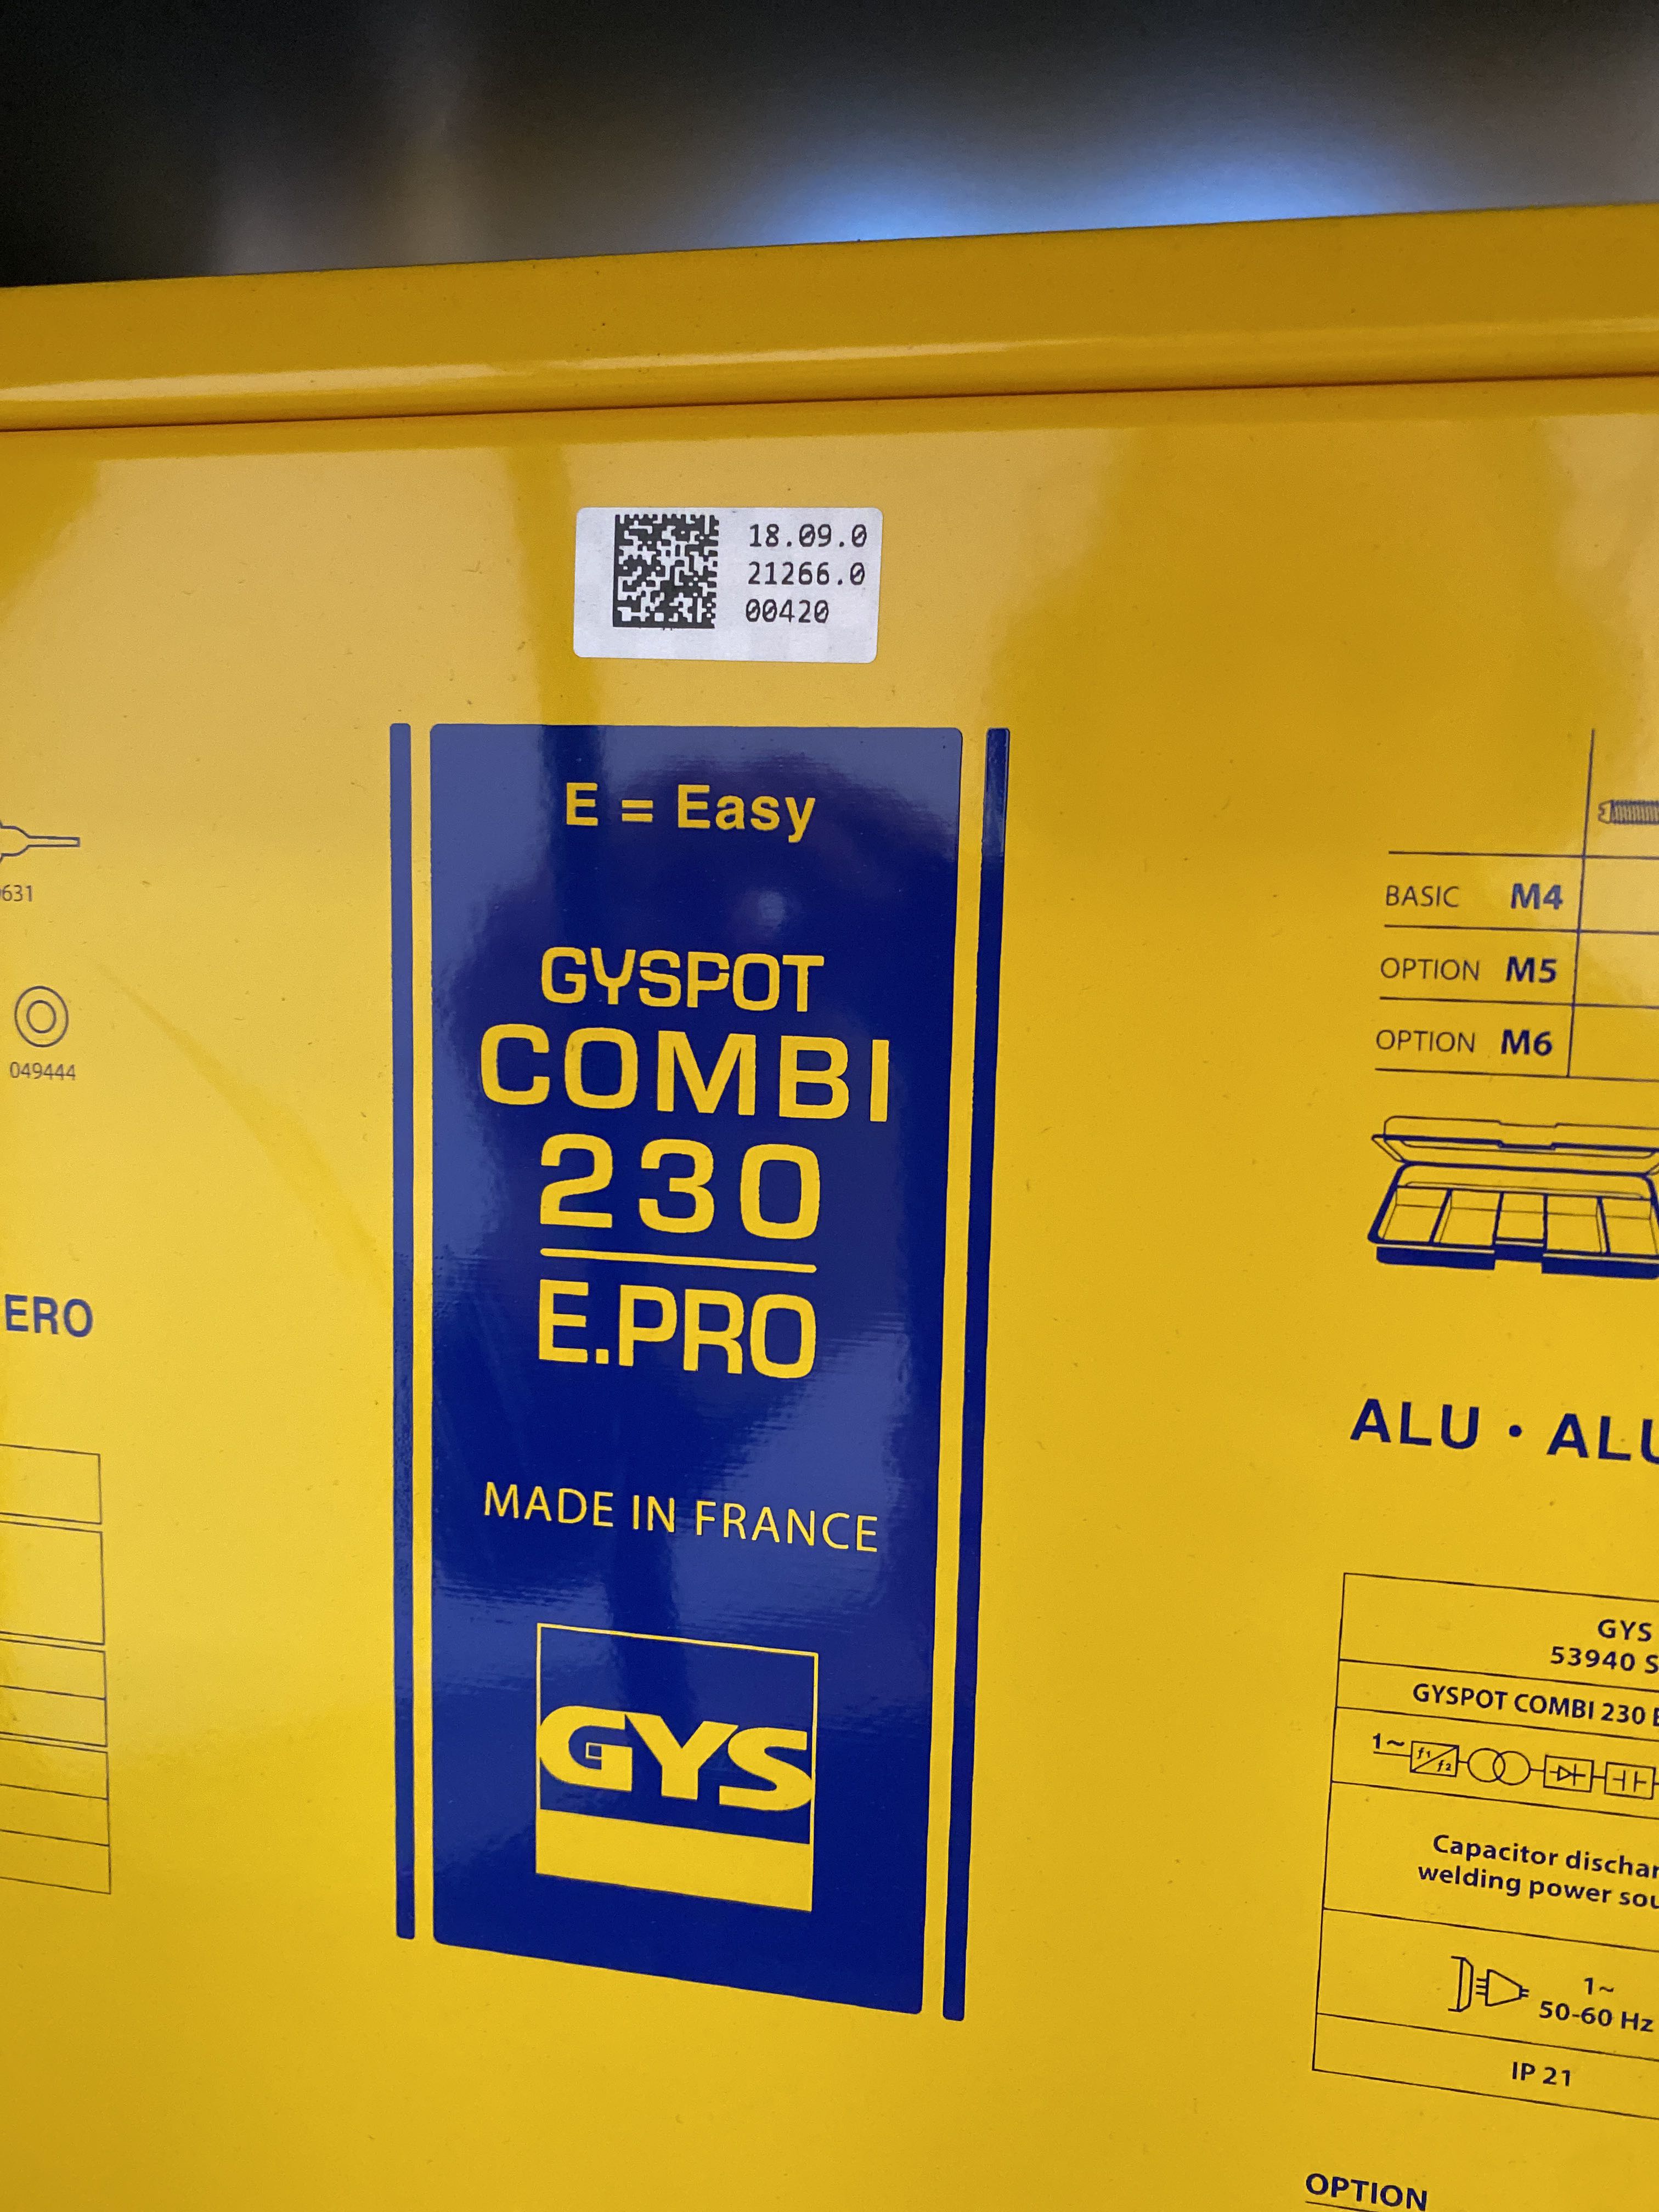 18.09.0
21266.0
00420
E = Easy
GYSPOT
COMBI
230
E.PRO
MADE IN FRANCE
GYS
631
049444
ERO
BASIC M4
OPTION M5
OPTION M6
ALU · ALU
GYS
53940 S
GYSPOT COMBI 230 E
1~ f1 f2
Capacitor dischar
welding power sou
1~
50-60 Hz
IP 21
OPTION